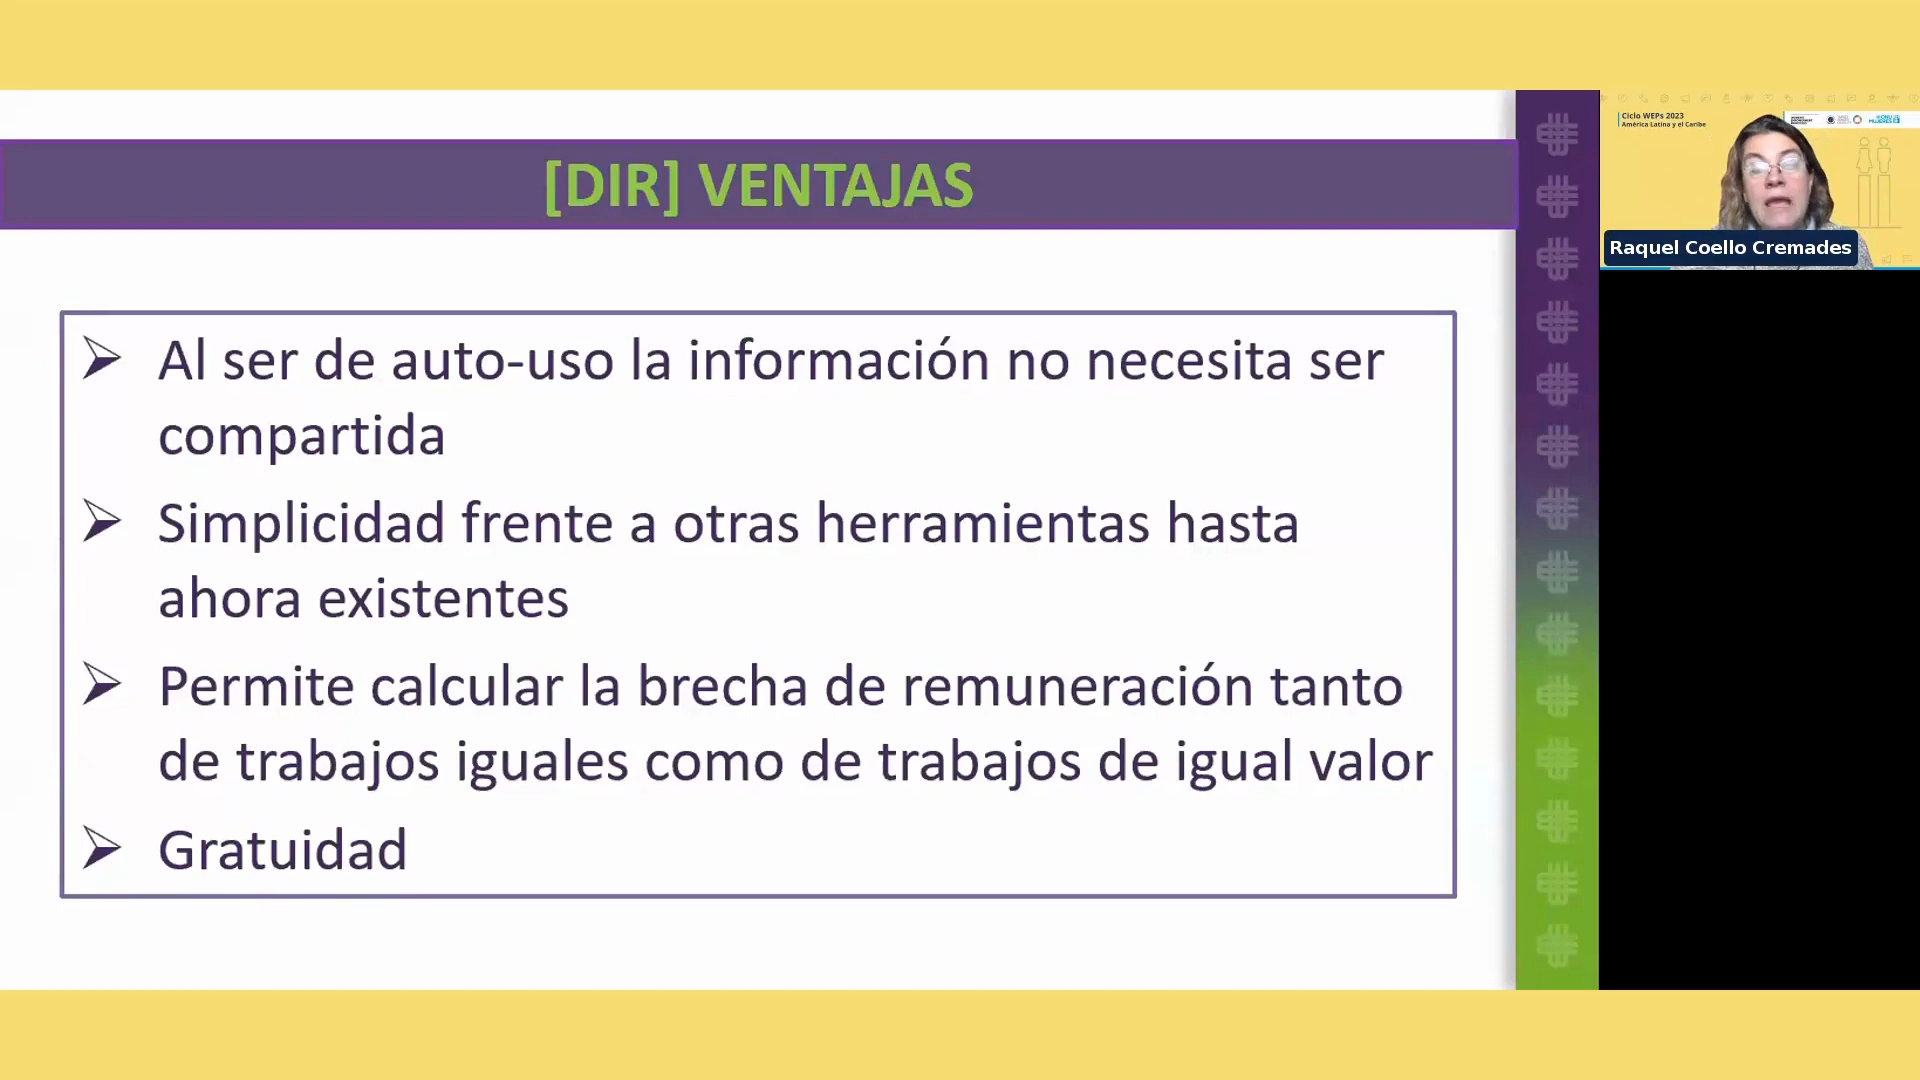 [DIR] VENTAJAS
Al ser de auto-uso la información no necesita ser
compartida
Simplicidad frente a otras herramientas hasta
ahora existentes
Permite calcular la brecha de remuneración tanto
de trabajos iguales como de trabajos de igual valor
Gratuidad
Ciclo WEPs 2023
América Latina y el Caribe
Raquel Coello Cremades